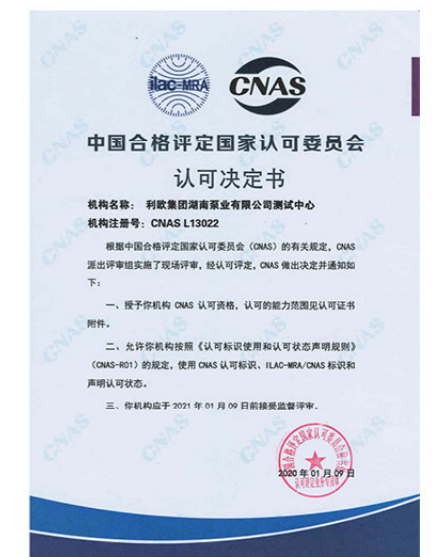 ilac-MRA
CNAS
中国合格评定国家认可委员会
认可决定书
机构名称： 利欧集团湖南泵业有限公司测试中心
机构注册号：CNAS L13022
根据中国合格评定国家认可委员会（CNAS）的有关规定，CNAS
派出评审组实施了现场评审，经认可评定，CNAS 做出决定并通知如
下：
一、授予你机构 CNAS 认可资格，认可的能力范围见认可证书
附件。
二、允许你机构按照《认可标识使用和认可状态声明规则》
（CNAS-R01）的规定，使用 CNAS 认可标识、ILAC-MRA/CNAS 标识和
声明认可状态。
三、你机构应于 2021 年 01 月 09 日前接受监督评审。
2020 年 01 月 09 日